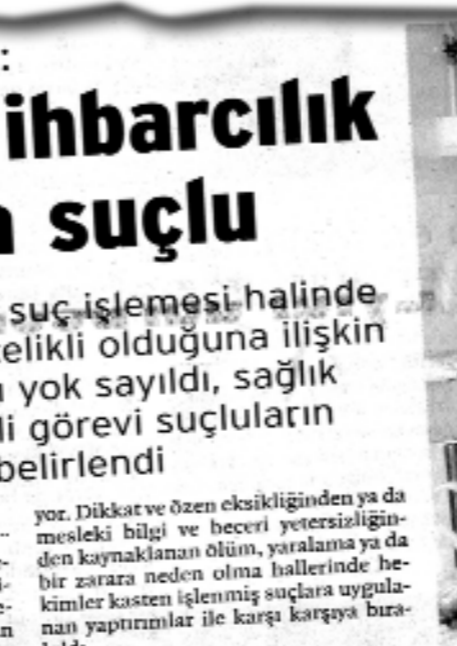 :
ihbarcılık
suçlu
suç işlemesi halinde
elikli olduğuna ilişkin
yok sayıldı, sağlık
li görevi suçluların
belirlendi
yor. Dikkat ve özen eksikliğinden ya da
mesleki bilgi ve beceri yetersizliğin-
den kaynaklanan ölüm, yaralama ya da
bir zarara neden olma hallerinde he-
kimler kasten işlenmiş suçlara uygula-
nan yaptırımlar ile karşı karşıya bıra-